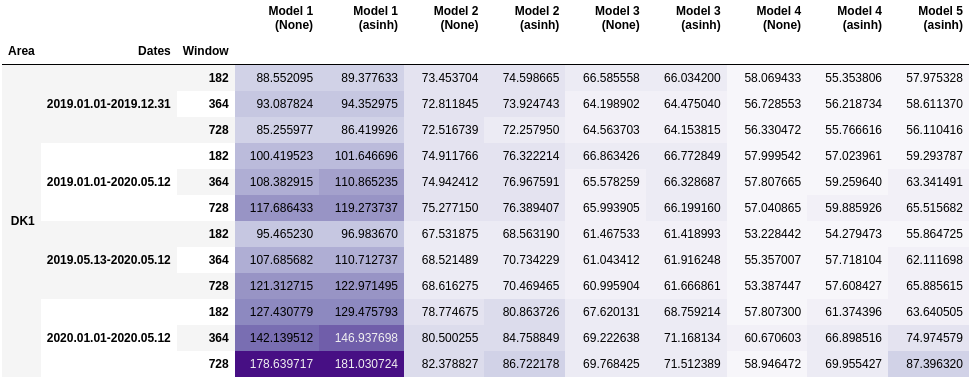 Model 1 Model 1 Model 2 Model 2 Model 3 Model 3 Model 4 Model 4 Model 5
(None) (asinh) (None) (asinh) (None) (asinh) (None) (asinh) (asinh)
Area Dates Window
182 88.552095 89.377633 73.453704 74.598665 66.585558 66.034200 58.069433 55.353806 57.975328
2019.01.01-2019.12.31 364 93.087824 94.352975 72.811845 73.924743 64.198902 64.475040 56.728553 56.218734 58.611370
728 85.255977 86.419926 72.516739 72.257950 64.563703 64.153815 56.330472 55.766616 56.110416
182 100.419523 101.646696 74.911766 76.322214 66.863426 66.772849 57.999542 57.023961 59.293787
2019.01.01-2020.05.12 364 108.382915 110.865235 74.942412 76.967591 65.578259 66.328687 57.807665 59.259640 63.341491
728 117.686433 119.273737 75.277150 76.389407 65.993905 66.199160 57.040865 59.885926 65.515682
DK1
182 95.465230 96.983670 67.531875 68.563190 61.467533 61.418993 53.228442 54.279473 55.864725
2019.05.13-2020.05.12 364 107.685682 110.712737 68.521489 70.734229 61.043412 61.916248 55.357007 57.718104 62.111698
728 121.312715 122.971495 68.616275 70.469465 60.995904 61.666861 53.387447 57.608427 65.885615
182 127.430779 129.475793 78.774675 80.863726 67.620131 68.759214 57.807300 61.374396 63.640505
2020.01.01-2020.05.12 364 142.139512 146.937698 80.500255 84.758849 69.222638 71.168134 60.670603 66.898516 74.974579
728 178.639717 181.030724 82.378827 86.722178 69.768425 71.512389 58.946472 69.955427 87.396320